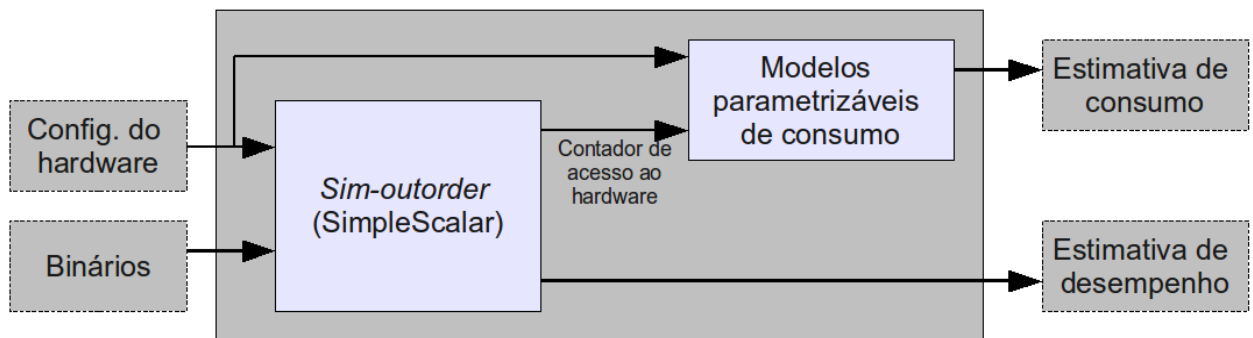 Config. do
hardware
Binários
Sim-outorder
(SimpleScalar)
Contador de
acesso ao
hardware
Modelos
parametrizáveis
de consumo
Estimativa de
consumo
Estimativa de
desempenho